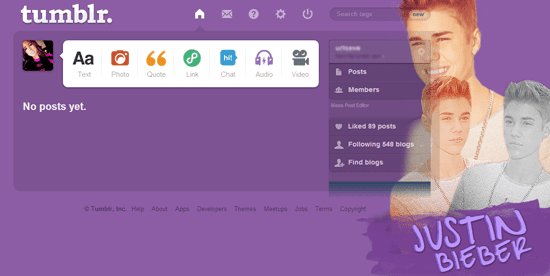 tumblr.
Search tags
new
Aa
hi!
Text
Photo
Quote
Link
Chat
Audio
Video
No posts yet.
Posts
Members
Mass Post Editor
Liked 89 posts
Following 548 blogs
Find blogs
© Tumblr, Inc. Help About Apps Developers Themes Meetups Jobs Terms Copyright
JUSTIN
BIEBER